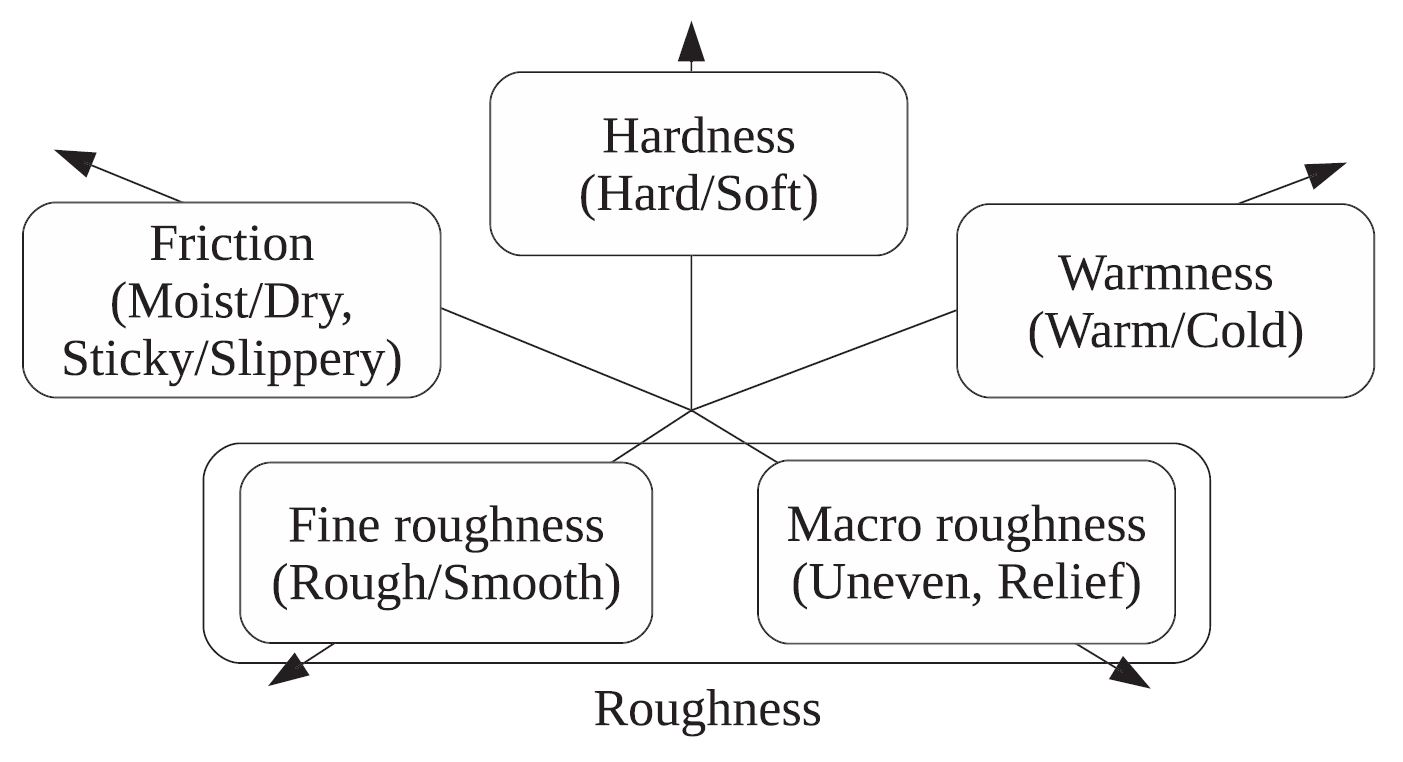 Hardness
(Hard/Soft)
Friction
(Moist/Dry,
Sticky/Slippery)
Warmness
(Warm/Cold)
Fine roughness
(Rough/Smooth)
Macro roughness
(Uneven, Relief)
Roughness